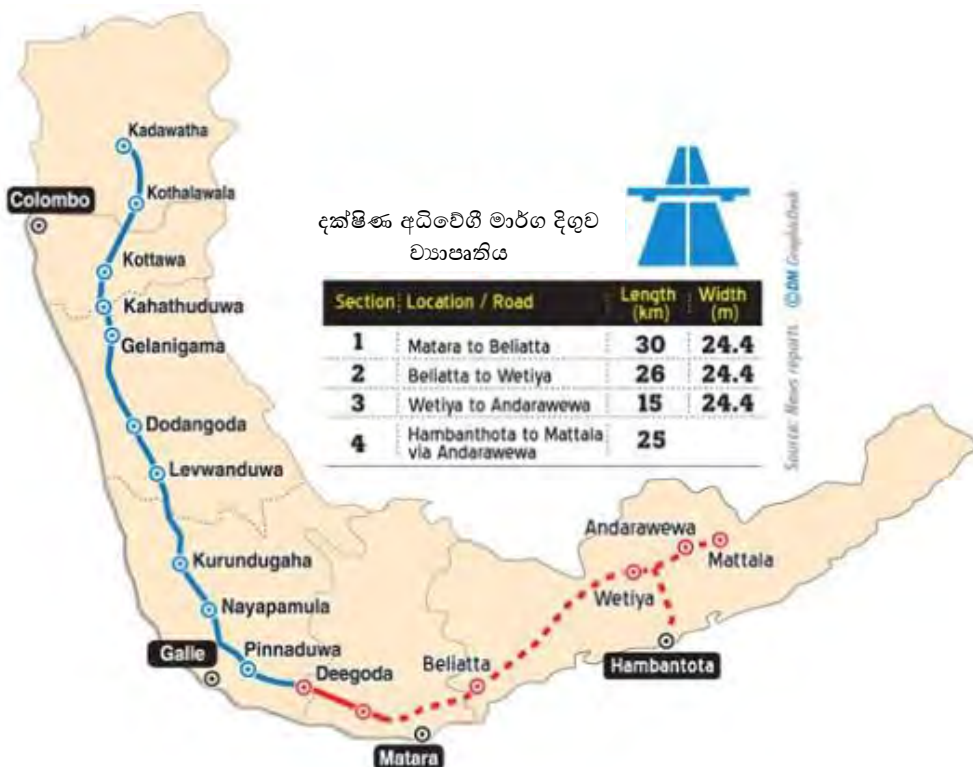 Kadawatha
Colombo
Kothalawala
Kottawa
Kahathuduwa
Gelanigama
Dodangoda
Levwanduwa
Kurundugaha
Nayapamula
Galle
Pinnaduwa
Deegoda
Matara
Beliatta
Wetiya
Andarawewa
Mattala
Hambantota
දක්ෂිණ අධිවේගී මාර්ග දිගුව
ව්‍යාපෘතිය
Section Location / Road Length (km) Width (m)
1 Matara to Beliatta 30 24.4
2 Beliatta to Wetiya 26 24.4
3 Wetiya to Andarawewa 15 24.4
4 Hambanthota to Mattala
via Andarawewa 25
Source: News reports ©DM GraphicDesk